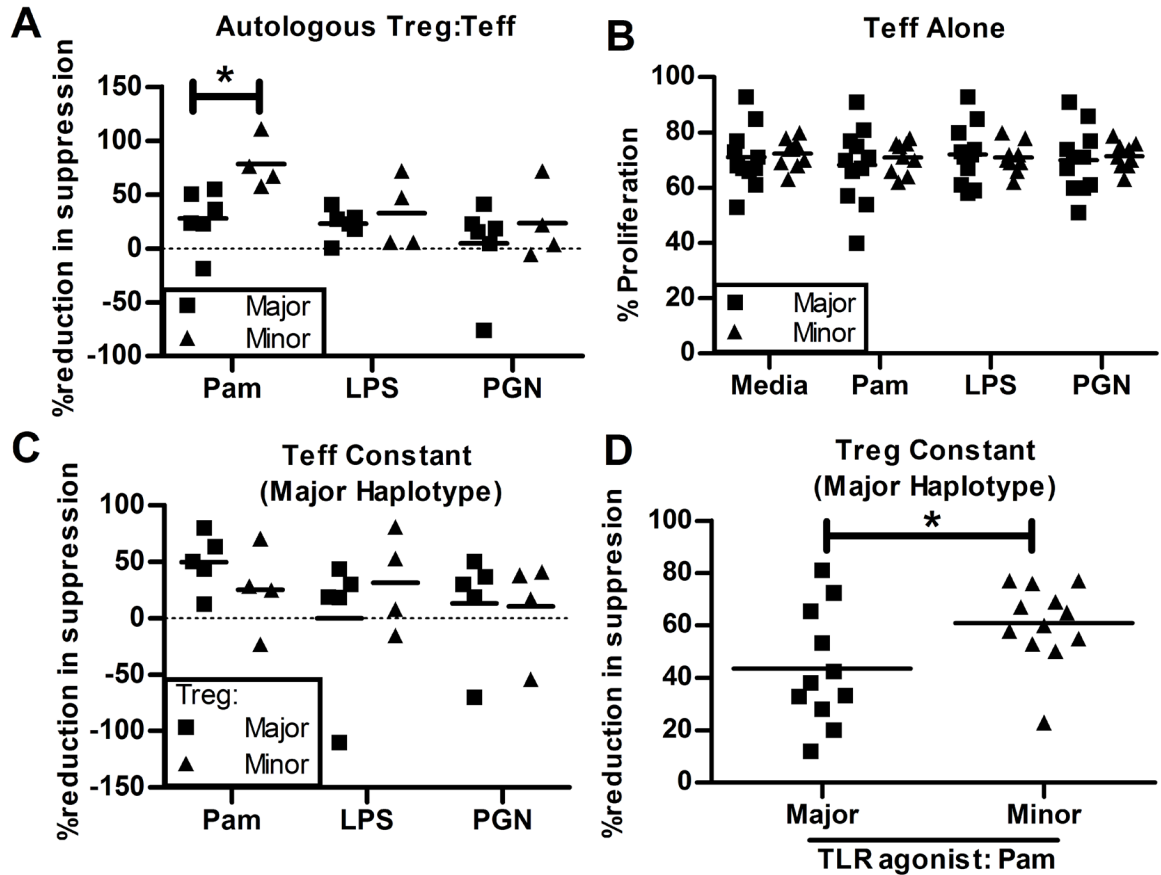 A
Autologous Treg:Teff
%reduction in suppression
150
100
50
0
-50
-100
*
Major
Minor
Pam
LPS
PGN
B
Teff Alone
% Proliferation
100
80
60
40
20
0
Major
Minor
Media
Pam
LPS
PGN
C
Teff Constant
(Major Haplotype)
%reduction in suppression
100
50
0
-50
-100
-150
Treg:
Major
Minor
Pam
LPS
PGN
D
Treg Constant
(Major Haplotype)
%reduction in suppresion
100
80
60
40
20
0
*
Major
Minor
TLR agonist: Pam